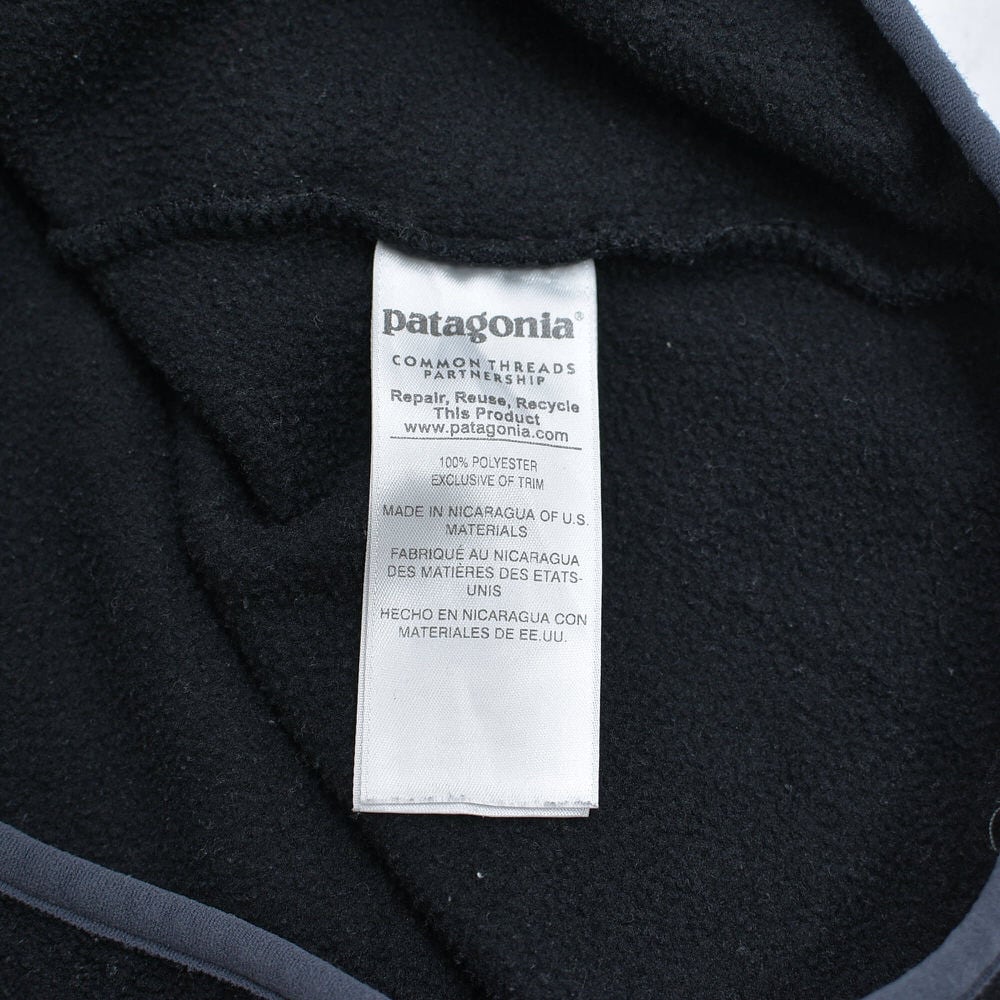 patagonia®
COMMON THREADS
PARTNERSHIP
Repair, Reuse, Recycle
This Product
www.patagonia.com
100% POLYESTER
EXCLUSIVE OF TRIM
MADE IN NICARAGUA OF U.S.
MATERIALS
FABRIQUÉ AU NICARAGUA
DES MATIÈRES DES ETATS-
UNIS
HECHO EN NICARAGUA CON
MATERIALES DE EE.UU.